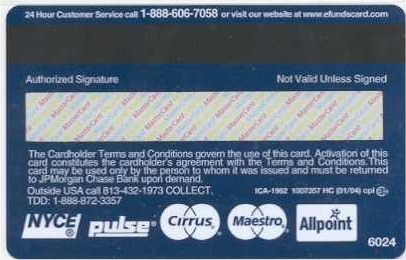 24 Hour Customer Service call 1-888-606-7058 or visit our website at www.efundscard.com
Authorized Signature Not Valid Unless Signed
The Cardholder Terms and Conditions govern the use of this card. Activation of this
card constitutes the cardholder's agreement with the Terms and Conditions. This
card may be used only by the person to whom it was issued and must be returned
to JPMorgan Chase Bank upon demand.
Outside USA call 813-432-1973 COLLECT. ICA-1962 1007357 HC (01/04) cpi
TDD: 1-888-872-3357
NYCE pulse Cirrus Maestro Allpoint
6024